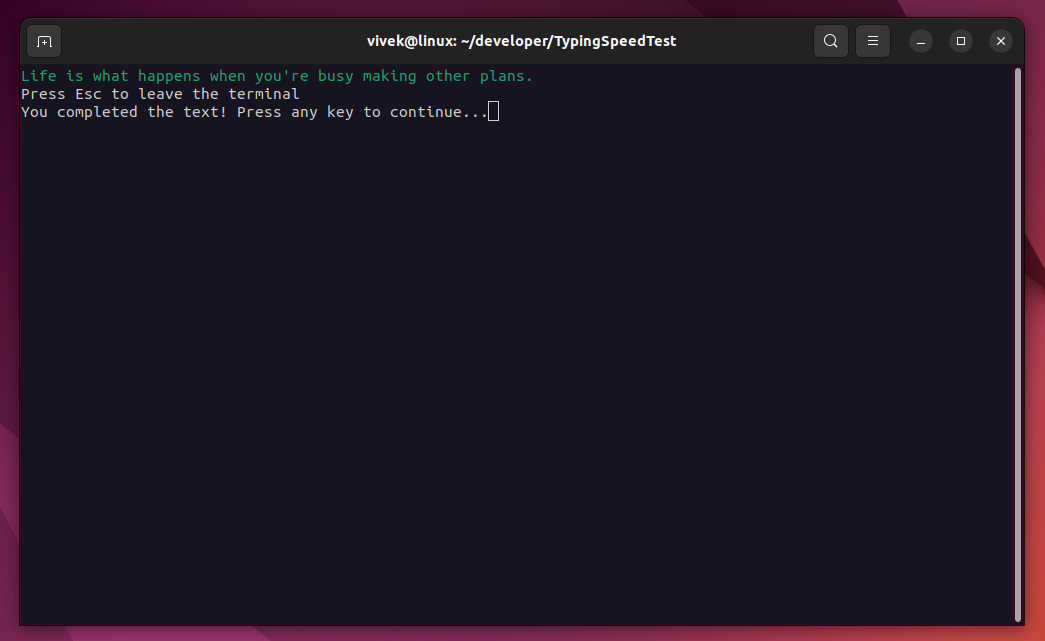 vivek@linux: ~/developer/TypingSpeedTest
Life is what happens when you're busy making other plans.
Press Esc to leave the terminal
You completed the text! Press any key to continue...